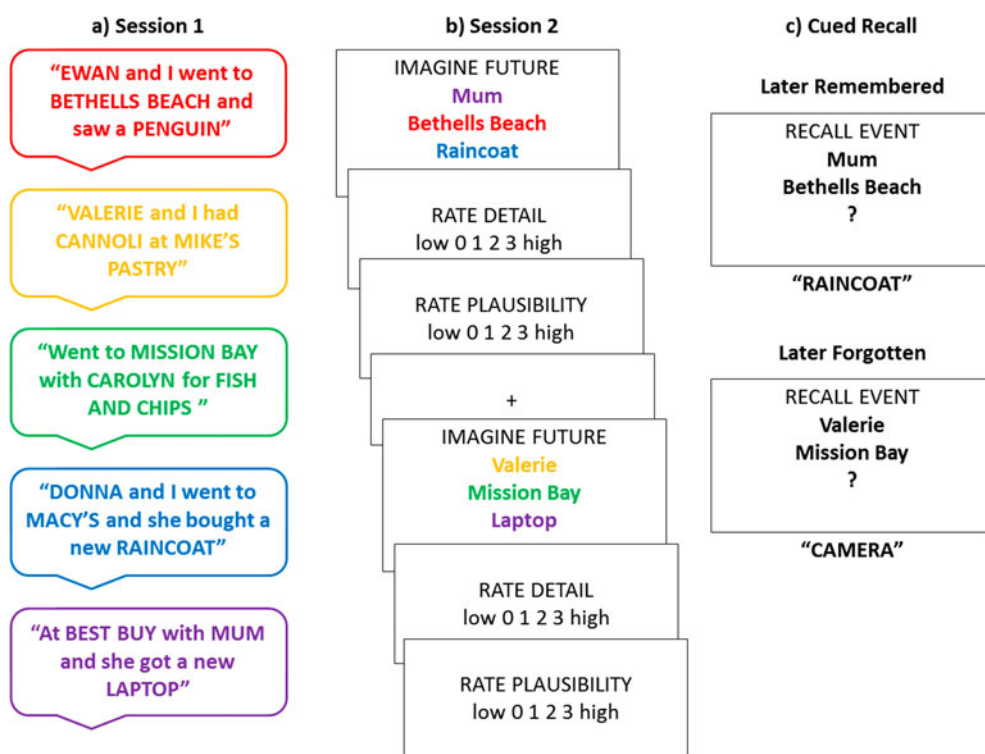 a) Session 1
“EWAN and I went to
BETHELLS BEACH and
saw a PENGUIN”
“VALERIE and I had
CANNOLI at MIKE’S
PASTRY”
“Went to MISSION BAY
with CAROLYN for FISH
AND CHIPS ”
“DONNA and I went to
MACY’S and she bought a
new RAINCOAT”
“At BEST BUY with MUM
and she got a new
LAPTOP”
b) Session 2
IMAGINE FUTURE
Mum
Bethells Beach
Raincoat
RATE DETAIL
low 0 1 2 3 high
RATE PLAUSIBILITY
low 0 1 2 3 high
+
IMAGINE FUTURE
Valerie
Mission Bay
Laptop
RATE DETAIL
low 0 1 2 3 high
RATE PLAUSIBILITY
low 0 1 2 3 high
c) Cued Recall
Later Remembered
RECALL EVENT
Mum
Bethells Beach
?
“RAINCOAT”
Later Forgotten
RECALL EVENT
Valerie
Mission Bay
?
“CAMERA”